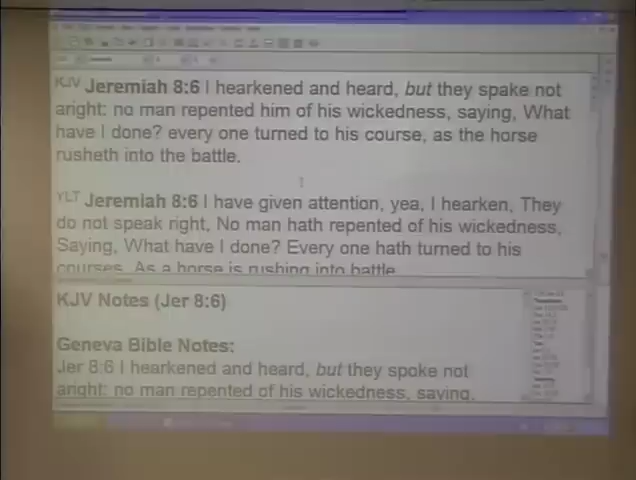 KJV Jeremiah 8:6 I hearkened and heard, but they spake not
aright: no man repented him of his wickedness, saying, What
have I done? every one turned to his course, as the horse
rusheth into the battle.
YLT Jeremiah 8:6 I have given attention, yea, I hearken, They
do not speak right, No man hath repented of his wickedness,
Saying, What have I done? Every one hath turned to his
courses, As a horse is rushing into battle.
KJV Notes (Jer 8:6)
Geneva Bible Notes:
Jer 8:6 I hearkened and heard, but they spoke not
aright: no man repented of his wickedness, saying,